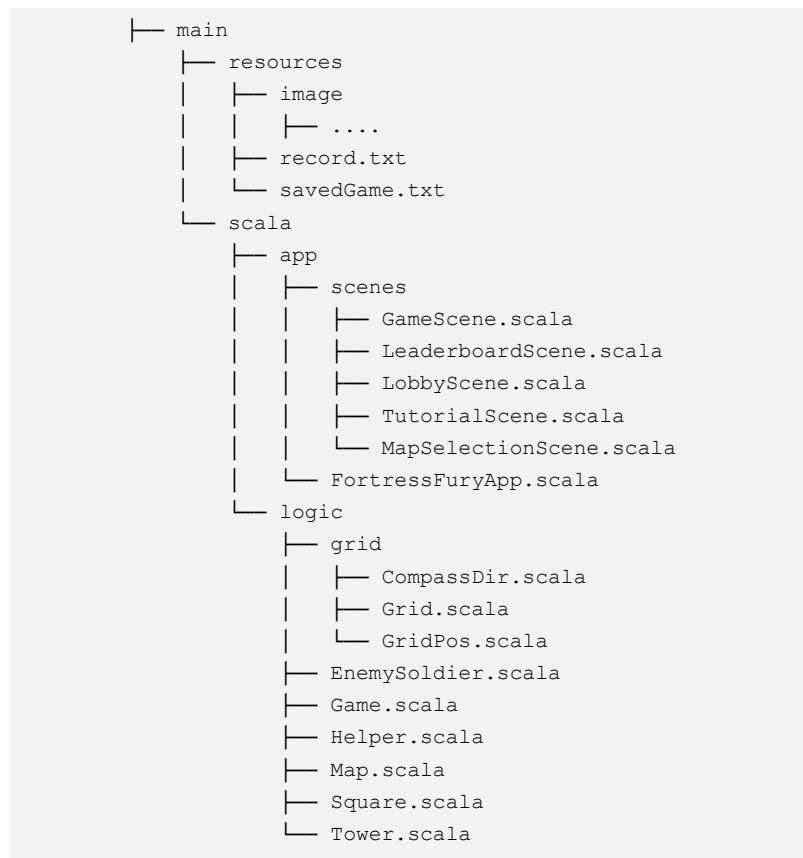 ├── main
    ├── resources
    │   ├── image
    │   │   ├── ....
    │   ├── record.txt
    │   └── savedGame.txt
    └── scala
        ├── app
        │   ├── scenes
        │   │   ├── GameScene.scala
        │   │   ├── LeaderboardScene.scala
        │   │   ├── LobbyScene.scala
        │   │   ├── TutorialScene.scala
        │   │   └── MapSelectionScene.scala
        │   └── FortressFuryApp.scala
        └── logic
            ├── grid
            │   ├── CompassDir.scala
            │   ├── Grid.scala
            │   └── GridPos.scala
            ├── EnemySoldier.scala
            ├── Game.scala
            ├── Helper.scala
            ├── Map.scala
            ├── Square.scala
            └── Tower.scala